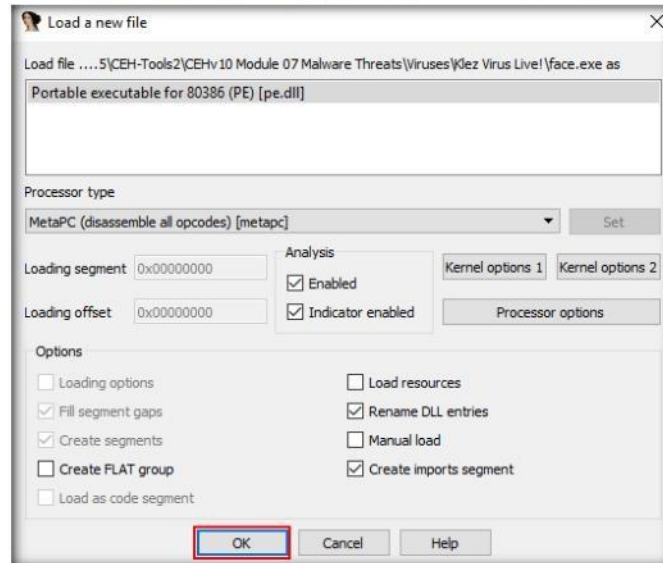 Load a new file
Load file ....5\CEH-Tools2\CEHv10 Module 07 Malware Threats\Viruses\Klez Virus Live!\face.exe as
Portable executable for 80386 (PE) [pe.dll]
Processor type
MetaPC (disassemble all opcodes) [metapc]
Set
Loading segment 0x00000000
Loading offset 0x00000000
Analysis
Enabled
Indicator enabled
Kernel options 1 Kernel options 2
Processor options
Options
Loading options
Fill segment gaps
Create segments
Create FLAT group
Load as code segment
Load resources
Rename DLL entries
Manual load
Create imports segment
OK Cancel Help